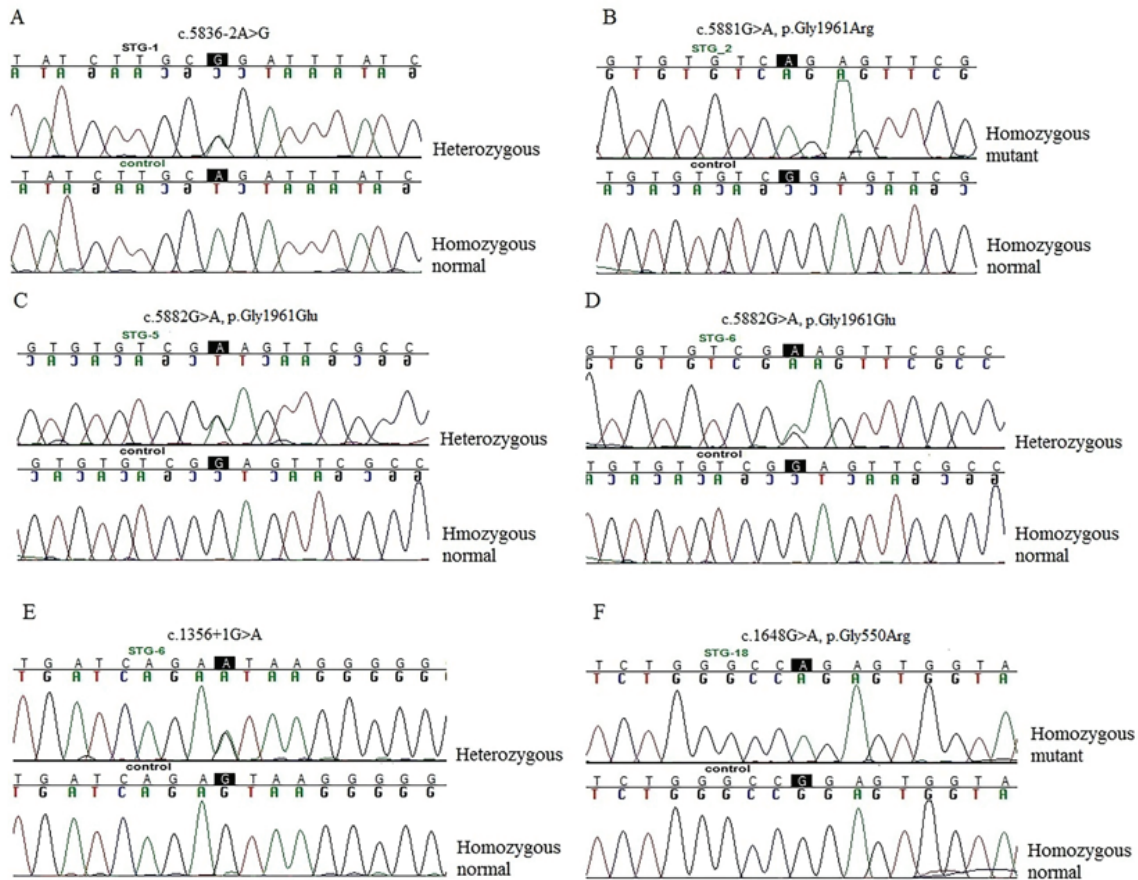 A
c.5836-2A>G
STG-1
T A T C T T G C G G A T T T A T C
A T A G A A C G C C T A A A T A G
Heterozygous
control
T A T C T T G C A G A T T T A T C
A T A G A A C G T C T A A A T A G
Homozygous
normal
B
c.5881G>A, p.Gly1961Arg
STG_2
G T G T G T C A G A G T T C G
G T G T G T C A G A G T T C G
Homozygous
mutant
control
T G T G T G T C G G A G T T C G
A C A C A C A G C C T C A A G C
Homozygous
normal
C
c.5882G>A, p.Gly1961Glu
STG-5
G T G T G T C G A A G T T C G C C
C A C A C A G C T T C A A G C G G
Heterozygous
control
G T G T G T C G G A G T T C G C C
C A C A C A G C C T C A A G C G G
Hmozygous
normal
D
c.5882G>A, p.Gly1961Glu
STG-6
G T G T G T C G A A G T T C G C C
G T G T G T C G A A G T T C G C C
Heterozygous
control
T G T G T G T C G G A G T T C G C C
A C A C A C A G C C T C A A G C G G
Homozygous
normal
E
c.1356+1G>A
STG-6
T G A T C A G A A T A A G G G G G
T G A T C A G A A T A A G G G G G
Heterozygous
control
T G A T C A G A G T A A G G G G G
T G A T C A G A G T A A G G G G G
Homozygous
normal
F
c.1648G>A, p.Gly550Arg
STG-18
T C T G G G C C A G A G T G G T A
T C T G G G C C A G A G T G G T A
Homozygous
mutant
control
T C T G G G C C G G A G T G G T A
T C T G G G C C G G A G T G G T A
Homozygous
normal